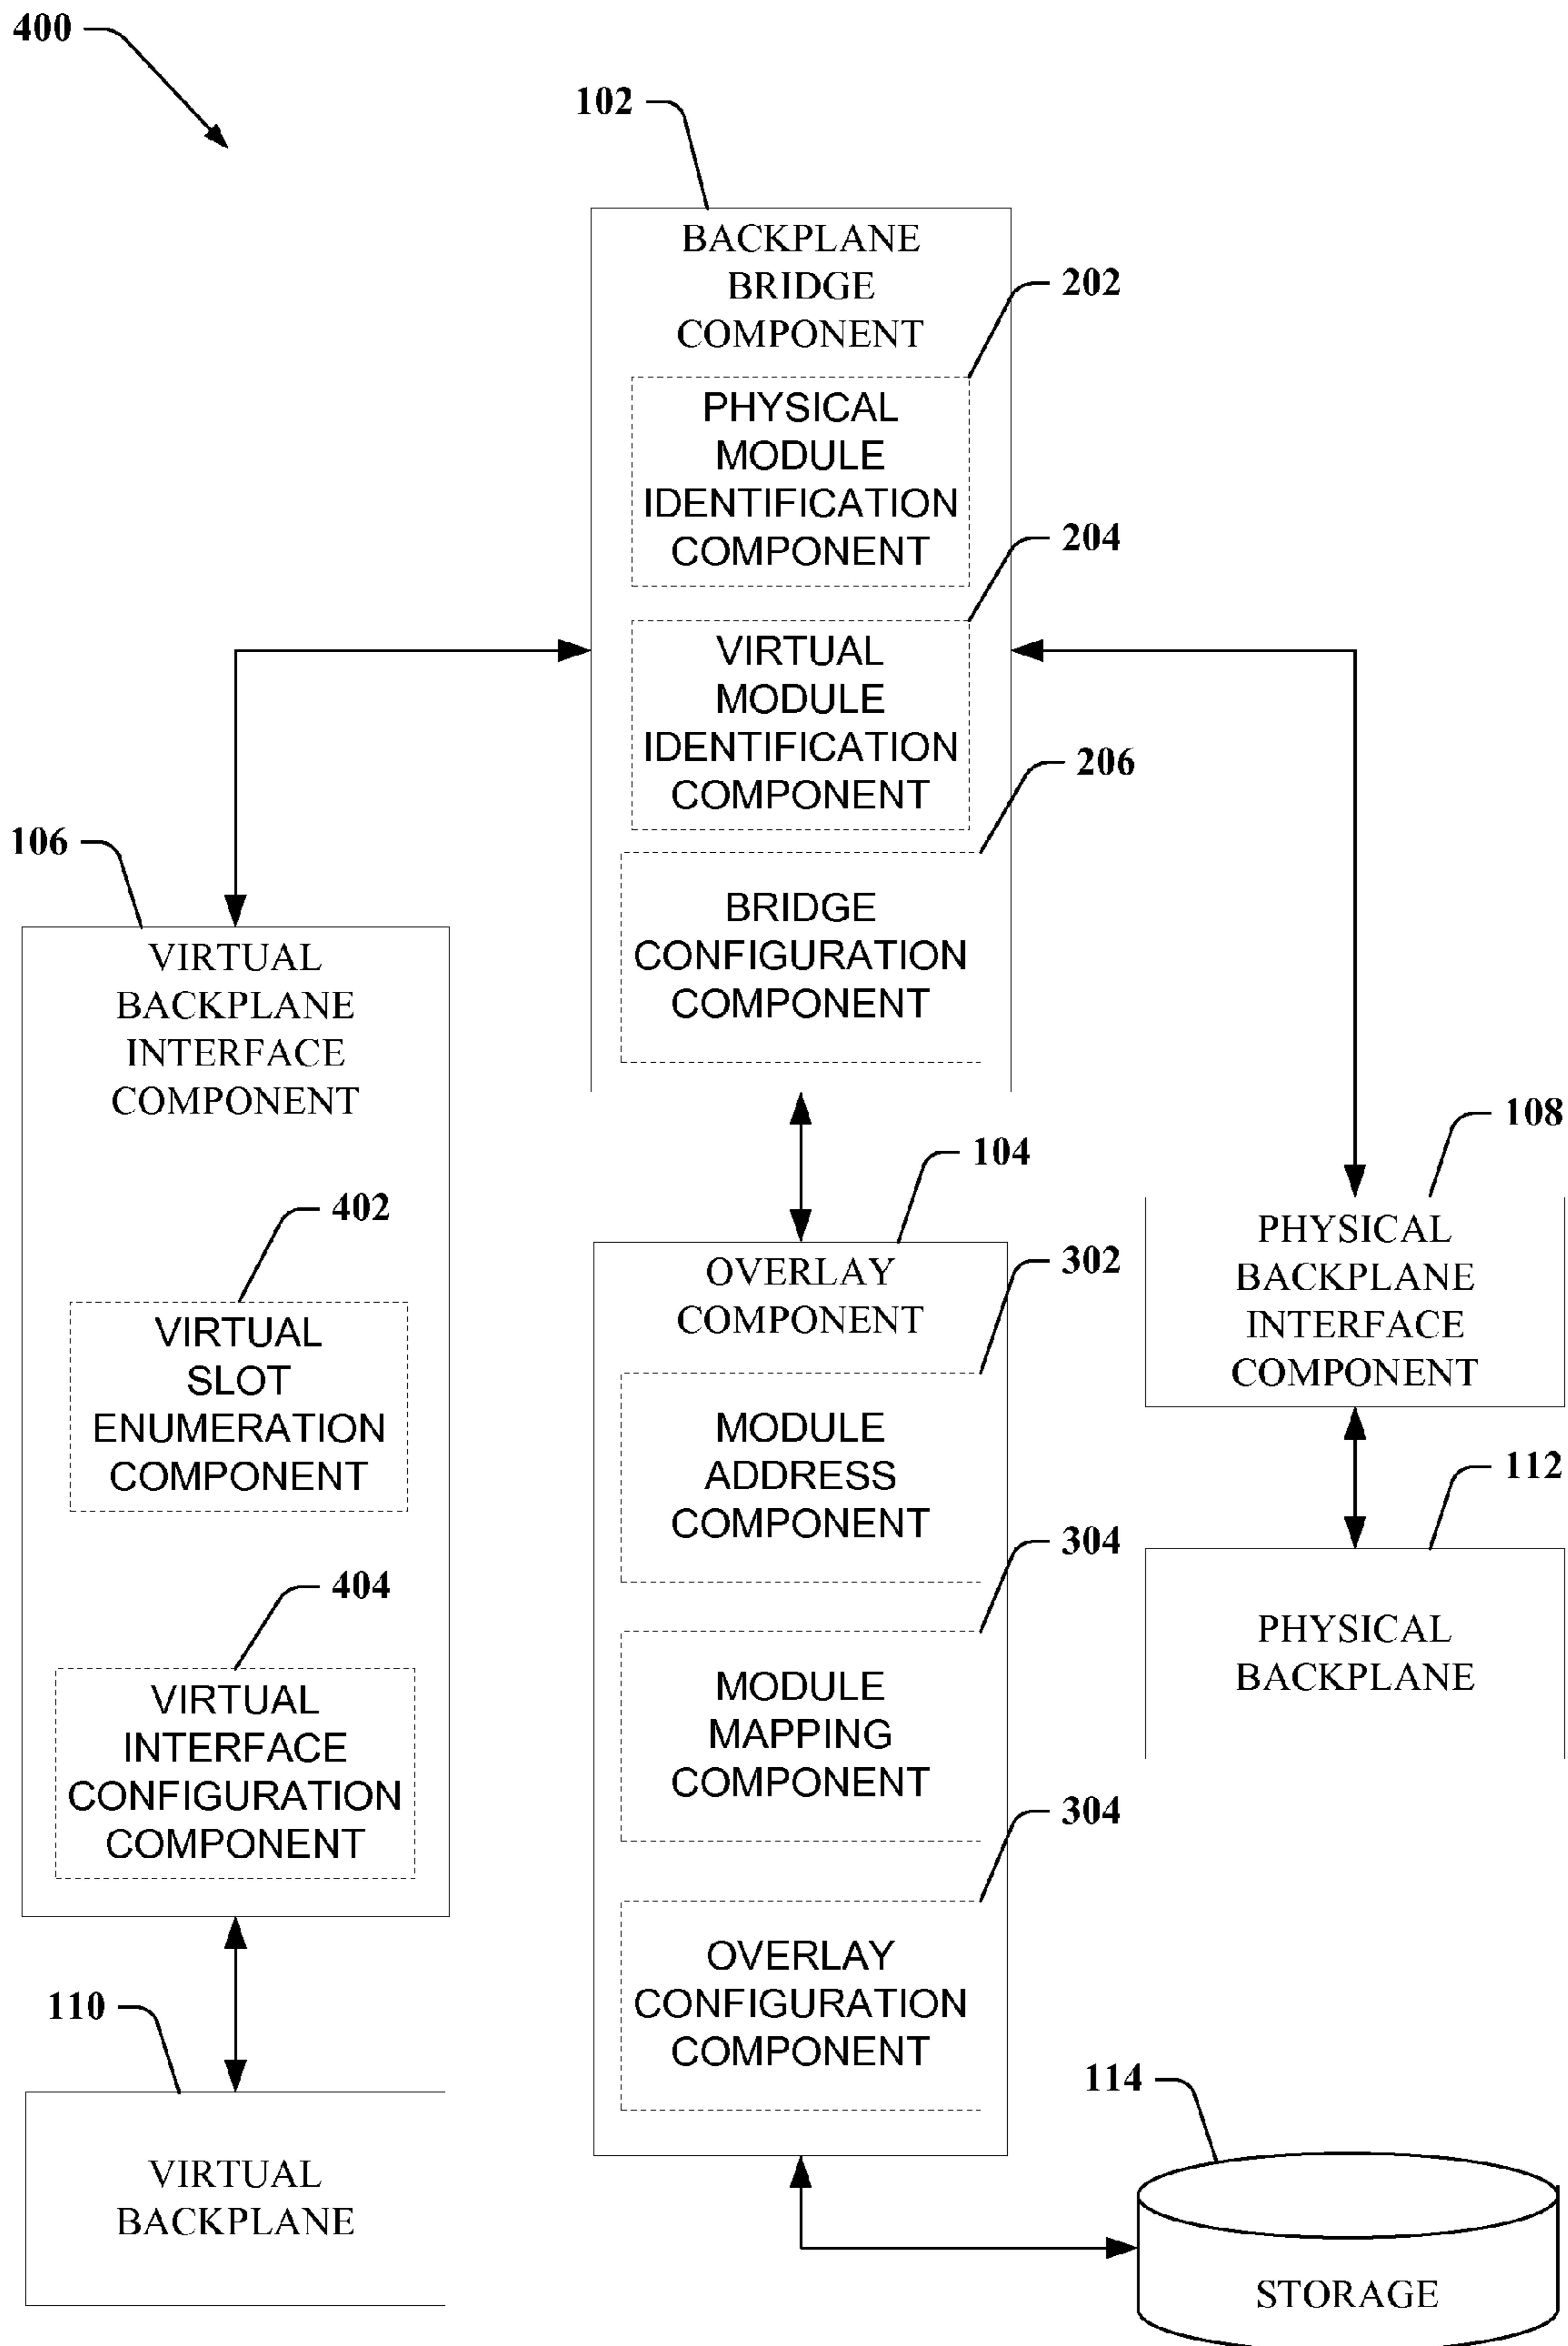 400
102
BACKPLANE
BRIDGE
COMPONENT
202
PHYSICAL
MODULE
IDENTIFICATION
COMPONENT
204
VIRTUAL
MODULE
IDENTIFICATION
COMPONENT
206
BRIDGE
CONFIGURATION
COMPONENT
106
VIRTUAL
BACKPLANE
INTERFACE
COMPONENT
402
VIRTUAL
SLOT
ENUMERATION
COMPONENT
404
VIRTUAL
INTERFACE
CONFIGURATION
COMPONENT
110
VIRTUAL
BACKPLANE
104
OVERLAY
COMPONENT
302
MODULE
ADDRESS
COMPONENT
304
MODULE
MAPPING
COMPONENT
304
OVERLAY
CONFIGURATION
COMPONENT
108
PHYSICAL
BACKPLANE
INTERFACE
COMPONENT
112
PHYSICAL
BACKPLANE
114
STORAGE